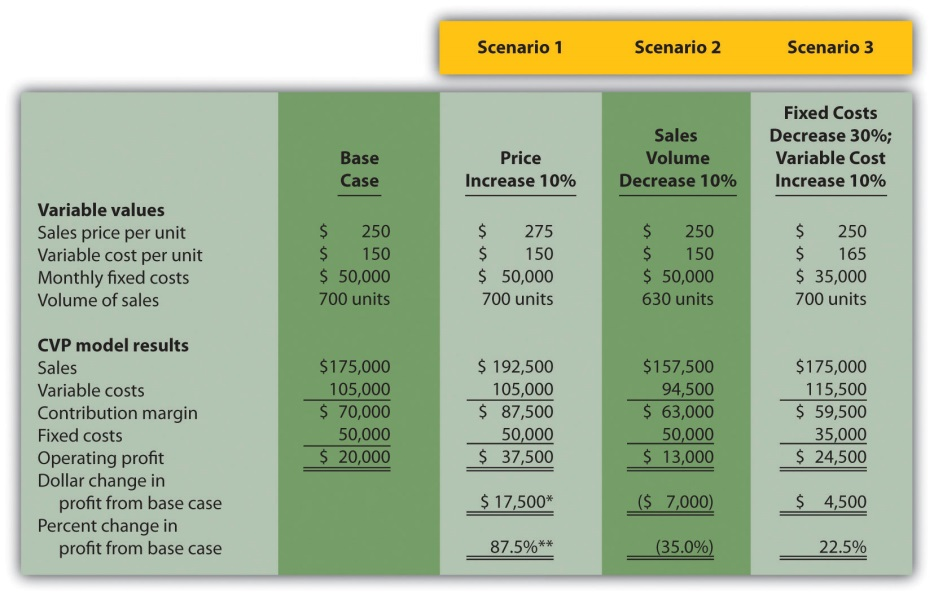 Scenario 1 Scenario 2 Scenario 3
Fixed Costs
Sales Decrease 30%;
Base Price Volume Variable Cost
Case Increase 10% Decrease 10% Increase 10%
Variable values
Sales price per unit $ 250 $ 275 $ 250 $ 250
Variable cost per unit $ 150 $ 150 $ 150 $ 165
Monthly fixed costs $ 50,000 $ 50,000 $ 50,000 $ 35,000
Volume of sales 700 units 700 units 630 units 700 units
CVP model results
Sales $175,000 $ 192,500 $157,500 $175,000
Variable costs 105,000 105,000 94,500 115,500
Contribution margin $ 70,000 $ 87,500 $ 63,000 $ 59,500
Fixed costs 50,000 50,000 50,000 35,000
Operating profit $ 20,000 $ 37,500 $ 13,000 $ 24,500
Dollar change in
profit from base case $ 17,500* ($ 7,000) $ 4,500
Percent change in
profit from base case 87.5%** (35.0%) 22.5%